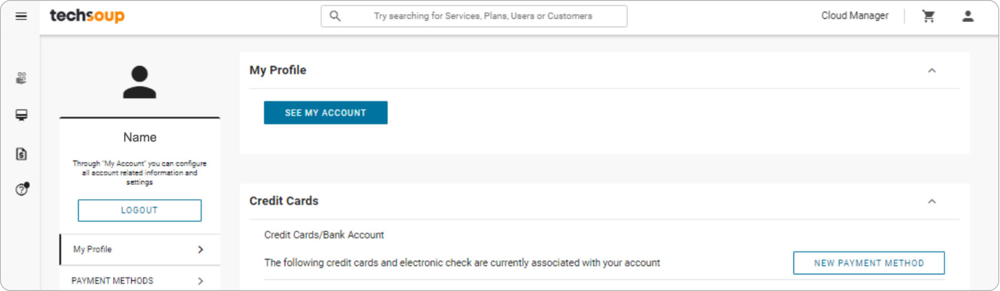 techsoup
Try searching for Services, Plans, Users or Customers
Cloud Manager
Name
Through "My Account" you can configure
all account related information and
settings
LOGOUT
My Profile
PAYMENT METHODS
My Profile
SEE MY ACCOUNT
Credit Cards
Credit Cards/Bank Account
The following credit cards and electronic check are currently associated with your account
NEW PAYMENT METHOD